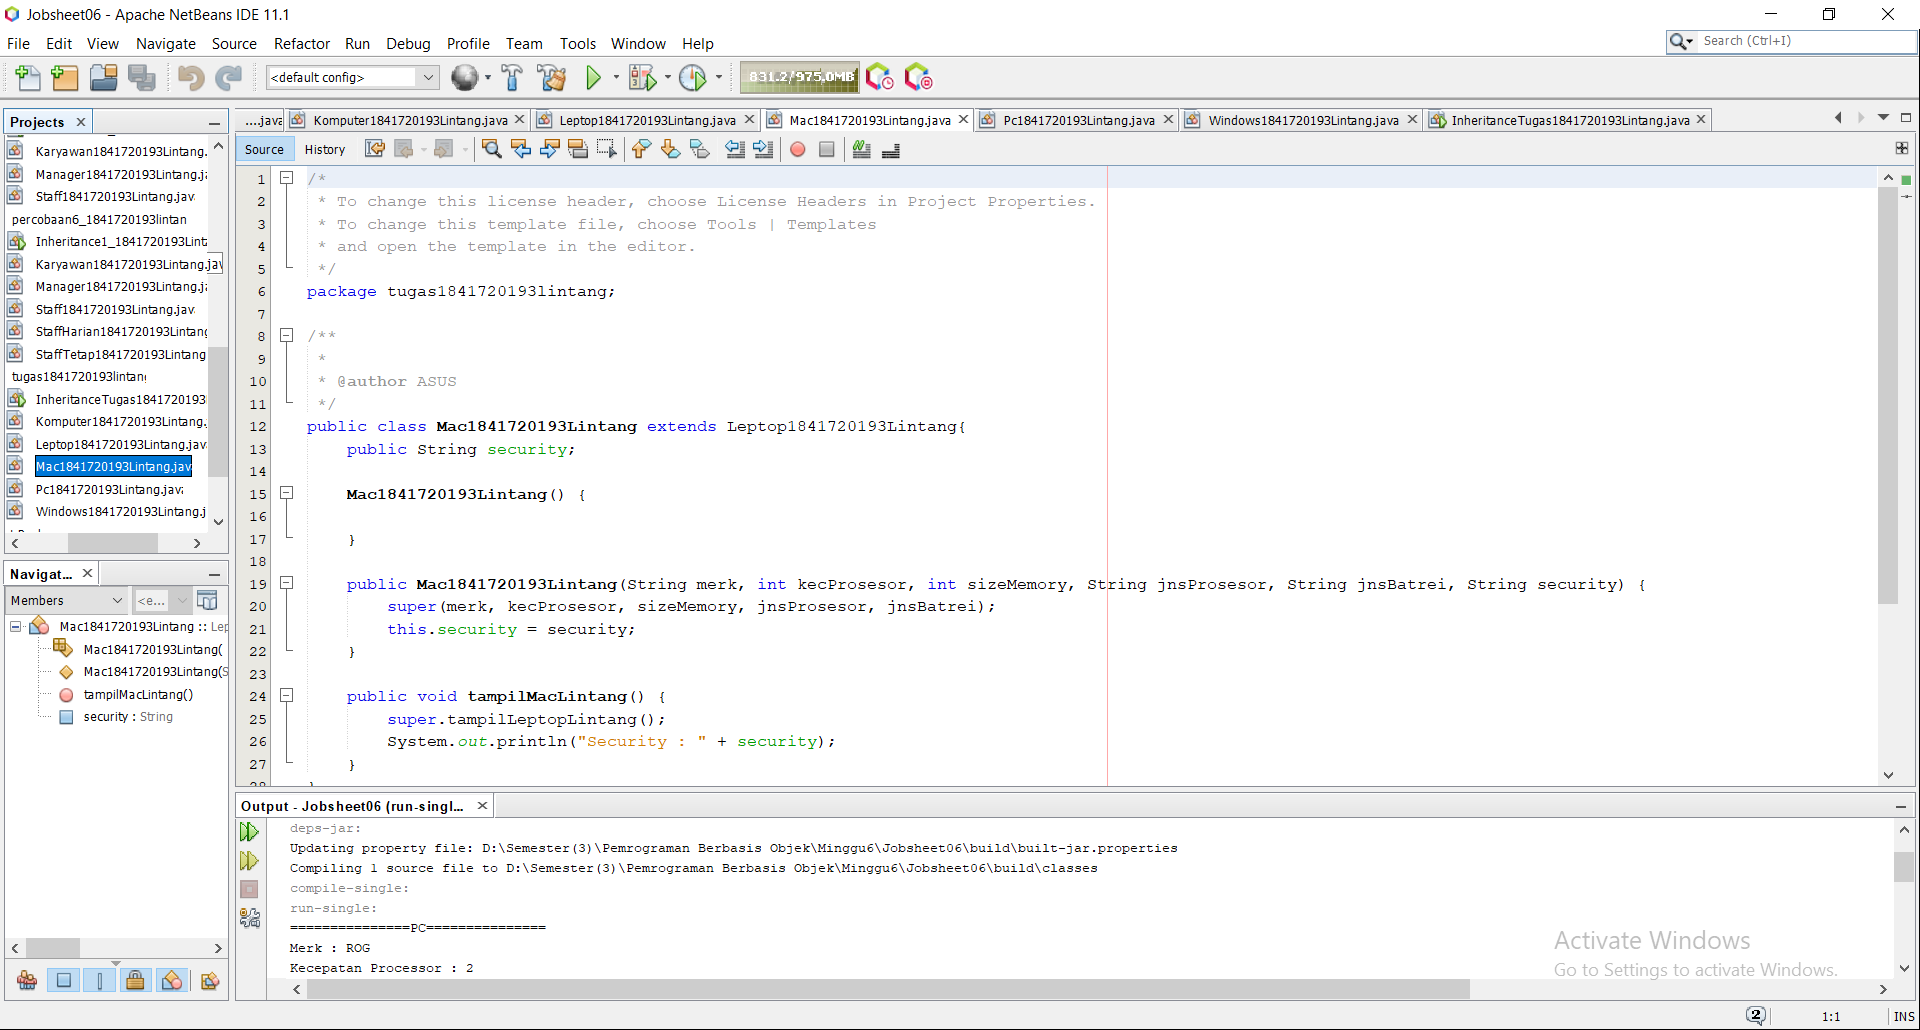 Jobsheet06 - Apache NetBeans IDE 11.1
File Edit View Navigate Source Refactor Run Debug Profile Team Tools Window Help
Search (Ctrl+I)
<default config>
831.2/975.0MB
Projects
....java Komputer1841720193Lintang.java Leptop1841720193Lintang.java Mac1841720193Lintang.java Pc1841720193Lintang.java Windows1841720193Lintang.java InheritanceTugas1841720193Lintang.java
Source History
Karyawan1841720193Lintang.
Manager1841720193Lintang.ja
Staff1841720193Lintang.jav
percobaan6_1841720193lintan
Inheritance1_1841720193Lint
Karyawan1841720193Lintang.jav
Manager1841720193Lintang.ja
Staff1841720193Lintang.jav
StaffHarian1841720193Lintang
StaffTetap1841720193Lintang
tugas1841720193lintang
InheritanceTugas1841720193
Komputer1841720193Lintang.
Leptop1841720193Lintang.jav
Mac1841720193Lintang.jav
Pc1841720193Lintang.java
Windows1841720193Lintang.j
Navigat...
Members <e...
Mac1841720193Lintang :: Lep
Mac1841720193Lintang(
Mac1841720193Lintang(S
tampilMacLintang()
security : String
1 /*
2 * To change this license header, choose License Headers in Project Properties.
3 * To change this template file, choose Tools | Templates
4 * and open the template in the editor.
5 */
6 package tugas1841720193lintang;
7
8 /**
9 *
10 * @author ASUS
11 */
12 public class Mac1841720193Lintang extends Leptop1841720193Lintang{
13 public String security;
14
15 Mac1841720193Lintang() {
16
17 }
18
19 public Mac1841720193Lintang(String merk, int kecProsesor, int sizeMemory, String jnsProsesor, String jnsBatrei, String security) {
20 super(merk, kecProsesor, sizeMemory, jnsProsesor, jnsBatrei);
21 this.security = security;
22 }
23
24 public void tampilMacLintang() {
25 super.tampilLeptopLintang();
26 System.out.println("Security : " + security);
27 }
28 }
Output - Jobsheet06 (run-singl...
deps-jar:
Updating property file: D:\Semester(3)\Pemrograman Berbasis Objek\Minggu6\Jobsheet06\build\built-jar.properties
Compiling 1 source file to D:\Semester(3)\Pemrograman Berbasis Objek\Minggu6\Jobsheet06\build\classes
compile-single:
run-single:
===============PC===============
Merk : ROG
Kecepatan Processor : 2
Activate Windows
Go to Settings to activate Windows.
2 1:1 INS